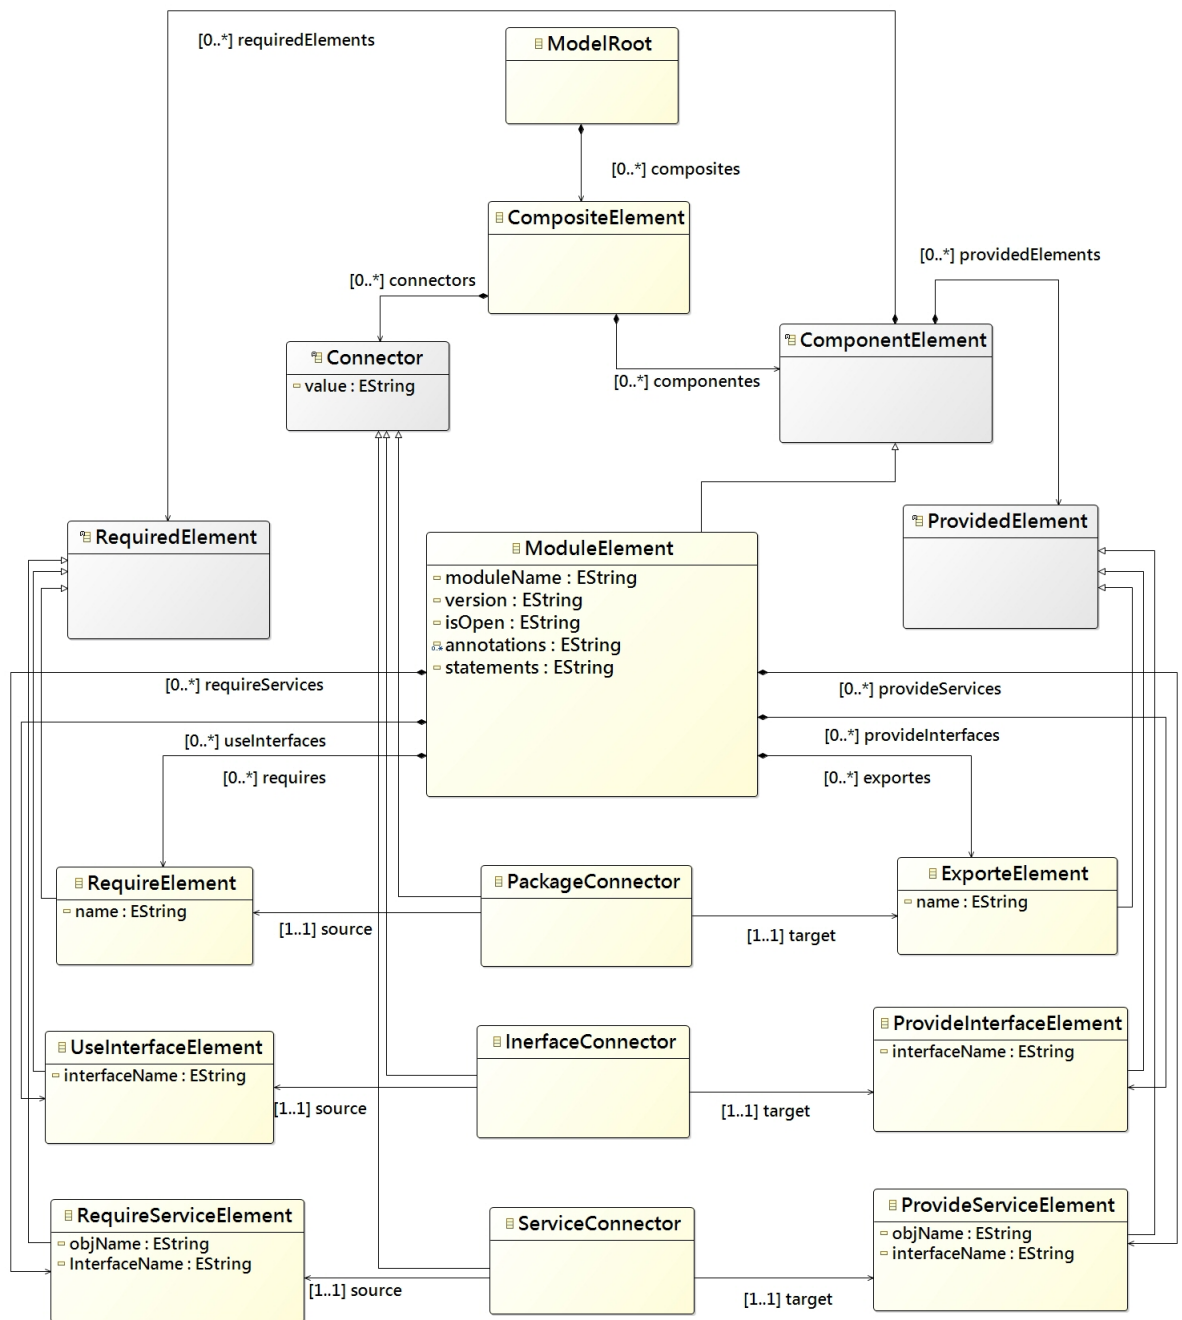 [0..*] requiredElements
ModelRoot
[0..*] composites
CompositeElement
[0..*] providedElements
[0..*] connectors
ComponentElement
Connector
value : EString
[0..*] componentes
RequiredElement
ProvidedElement
ModuleElement
moduleName : EString
version : EString
isOpen : EString
annotations : EString
statements : EString
[0..*] requireServices
[0..*] provideServices
[0..*] useInterfaces
[0..*] provideInterfaces
[0..*] requires
[0..*] exportes
RequireElement
name : EString
PackageConnector
ExporteElement
name : EString
[1..1] source
[1..1] target
UseInterfaceElement
interfaceName : EString
InerfaceConnector
ProvideInterfaceElement
interfaceName : EString
[1..1] source
[1..1] target
RequireServiceElement
objName : EString
InterfaceName : EString
ServiceConnector
ProvideServiceElement
objName : EString
interfaceName : EString
[1..1] source
[1..1] target